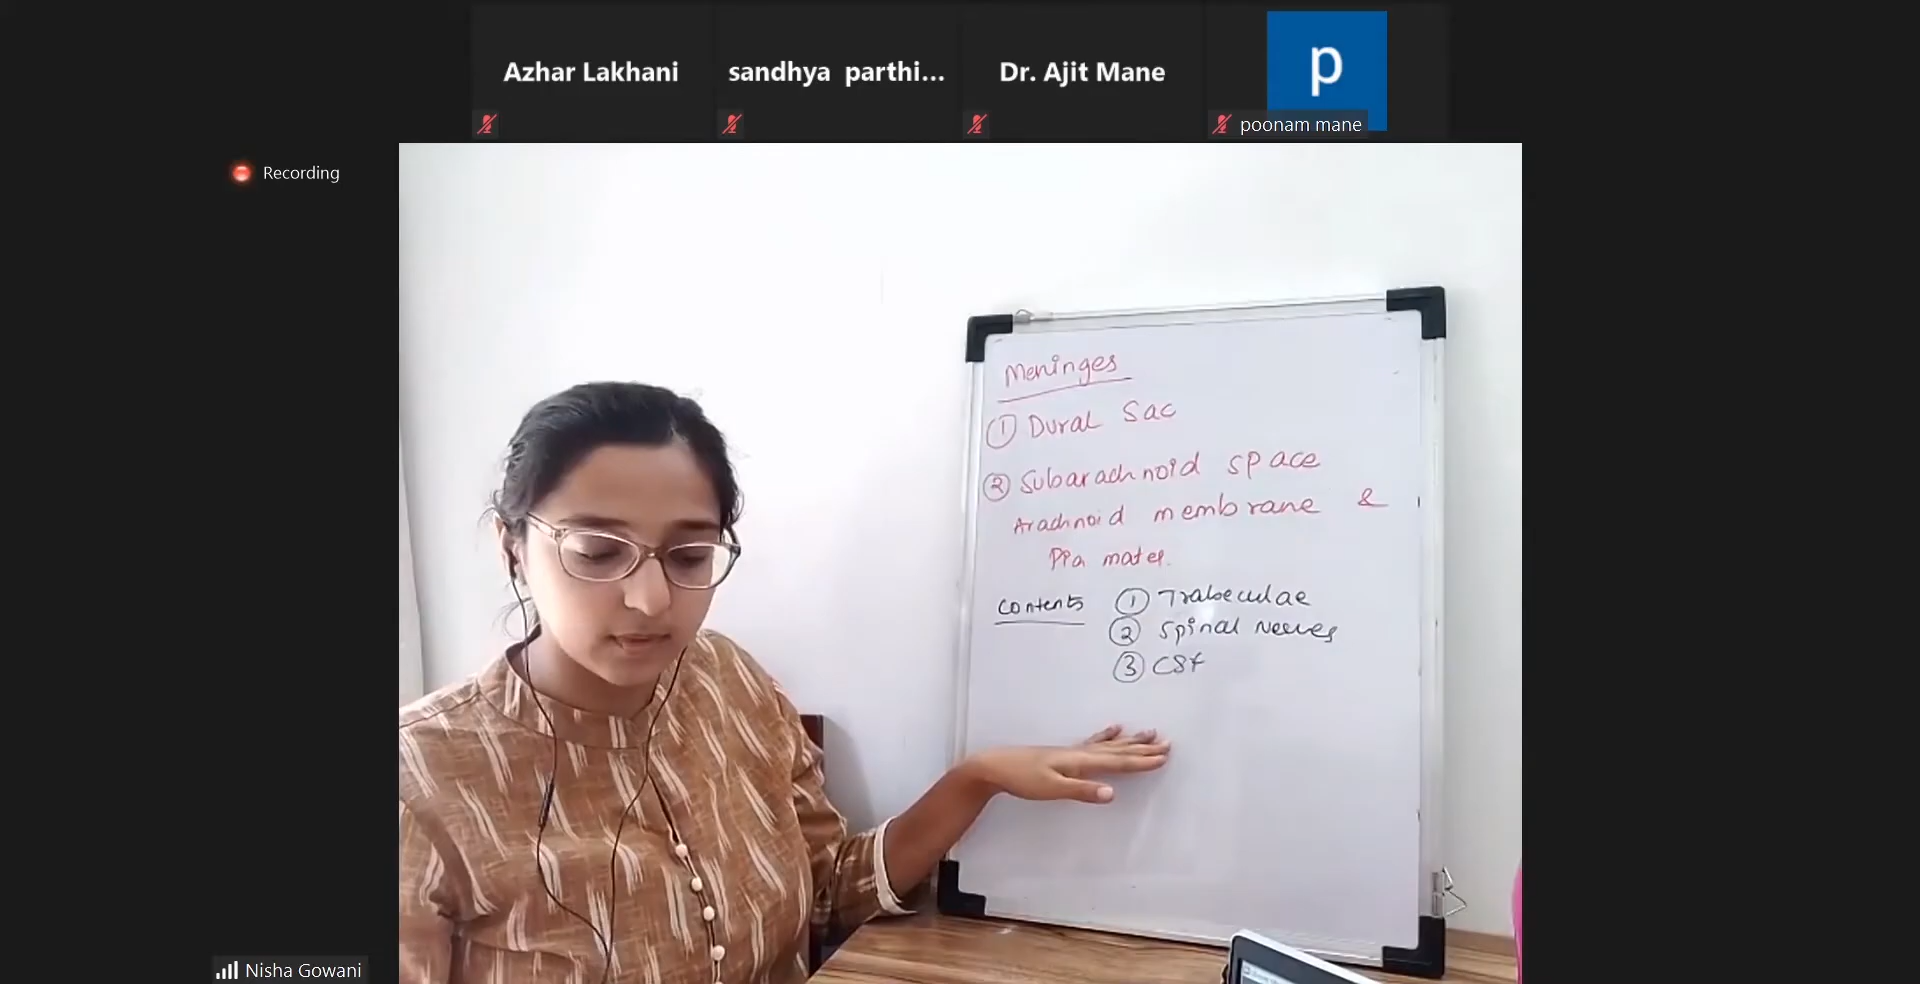 Azhar Lakhani
sandhya parthi...
Dr. Ajit Mane
p
poonam mane
Recording
Meninges
① Dural Sac
② Subarachnoid space
Arachnoid membrane &
Pia mater.
Contents ① Trabeculae
② Spinal Nerves
③ CSF
Nisha Gowani